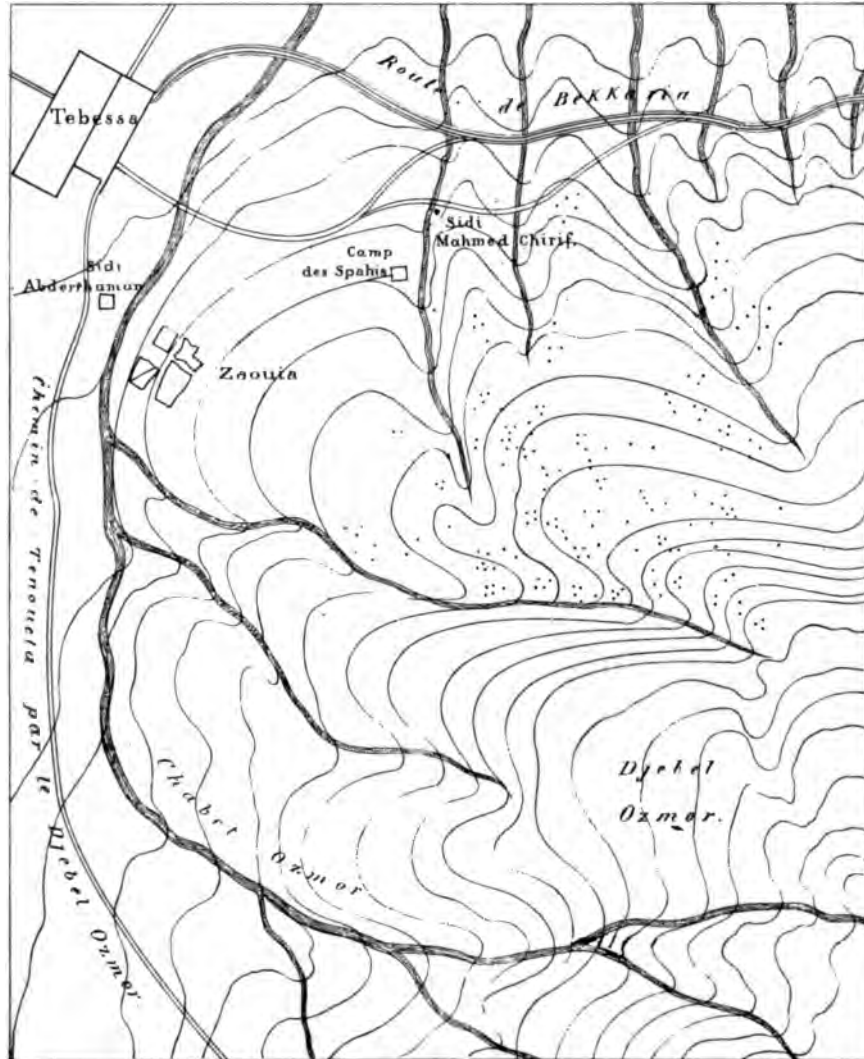 Route de Bekkaria
Tebessa
Sidi
Mahmed Chirif.
Camp
des Spahis
Sidi
Abderrhaman
Zaouia
Chemin de Tenoukla par le Djebel Ozmor
Djebel
Ozmor.
Chabet Ozmor